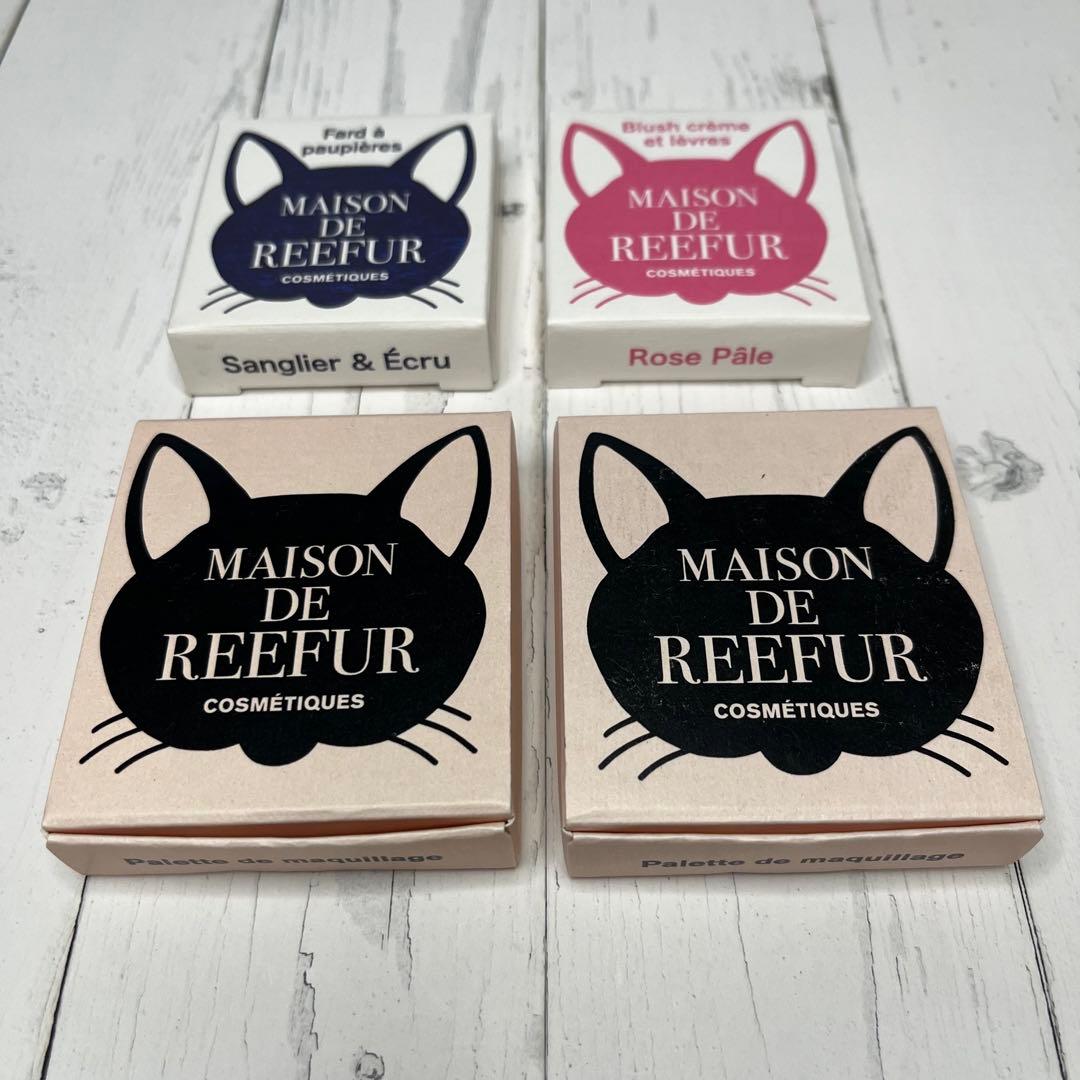 Fard à
paupières
MAISON
DE
REEFUR
COSMÉTIQUES
Sanglier & Écru
Blush crème
et lèvres
MAISON
DE
REEFUR
COSMÉTIQUES
Rose Pâle
MAISON
DE
REEFUR
COSMÉTIQUES
Palette de maquillage
MAISON
DE
REEFUR
COSMÉTIQUES
Palette de maquillage